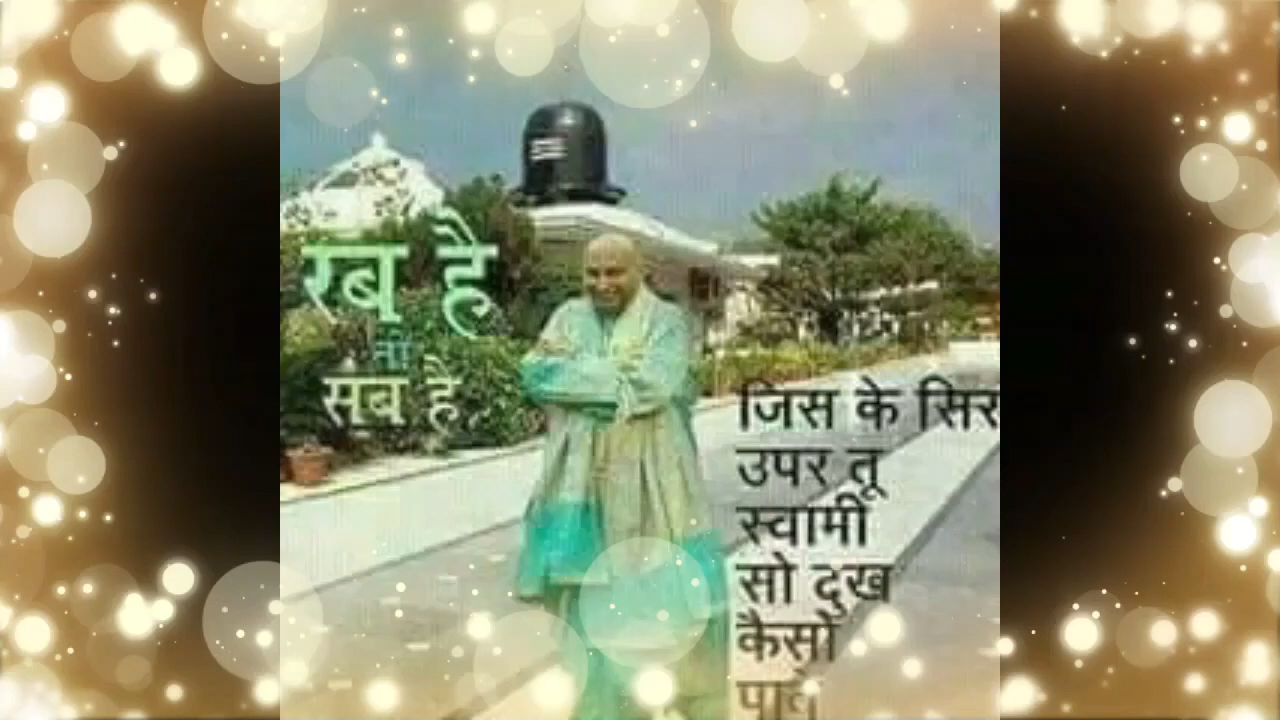 रब है
तो
सब है..
जिस के सिर
उपर तू
स्वामी
सो दुख
कैसो
पावे